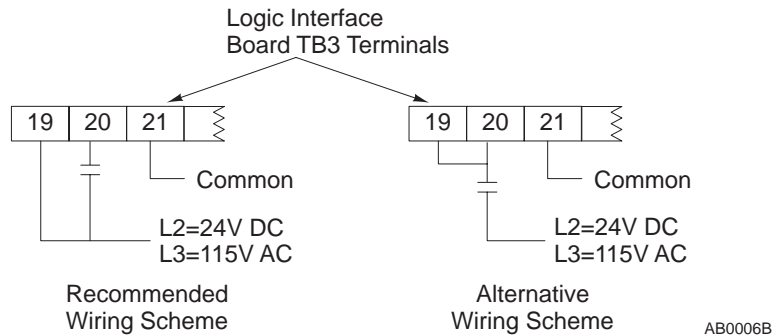 Logic Interface
Board TB3 Terminals
19 20 21
19 20 21
Common
Common
L2=24V DC
L3=115V AC
L2=24V DC
L3=115V AC
Recommended
Wiring Scheme
Alternative
Wiring Scheme
AB0006B